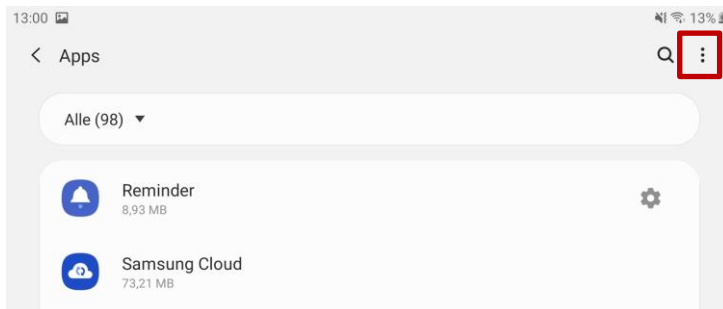 13:00 13%
Apps
Alle (98)
Reminder
8,93 MB
Samsung Cloud
73,21 MB